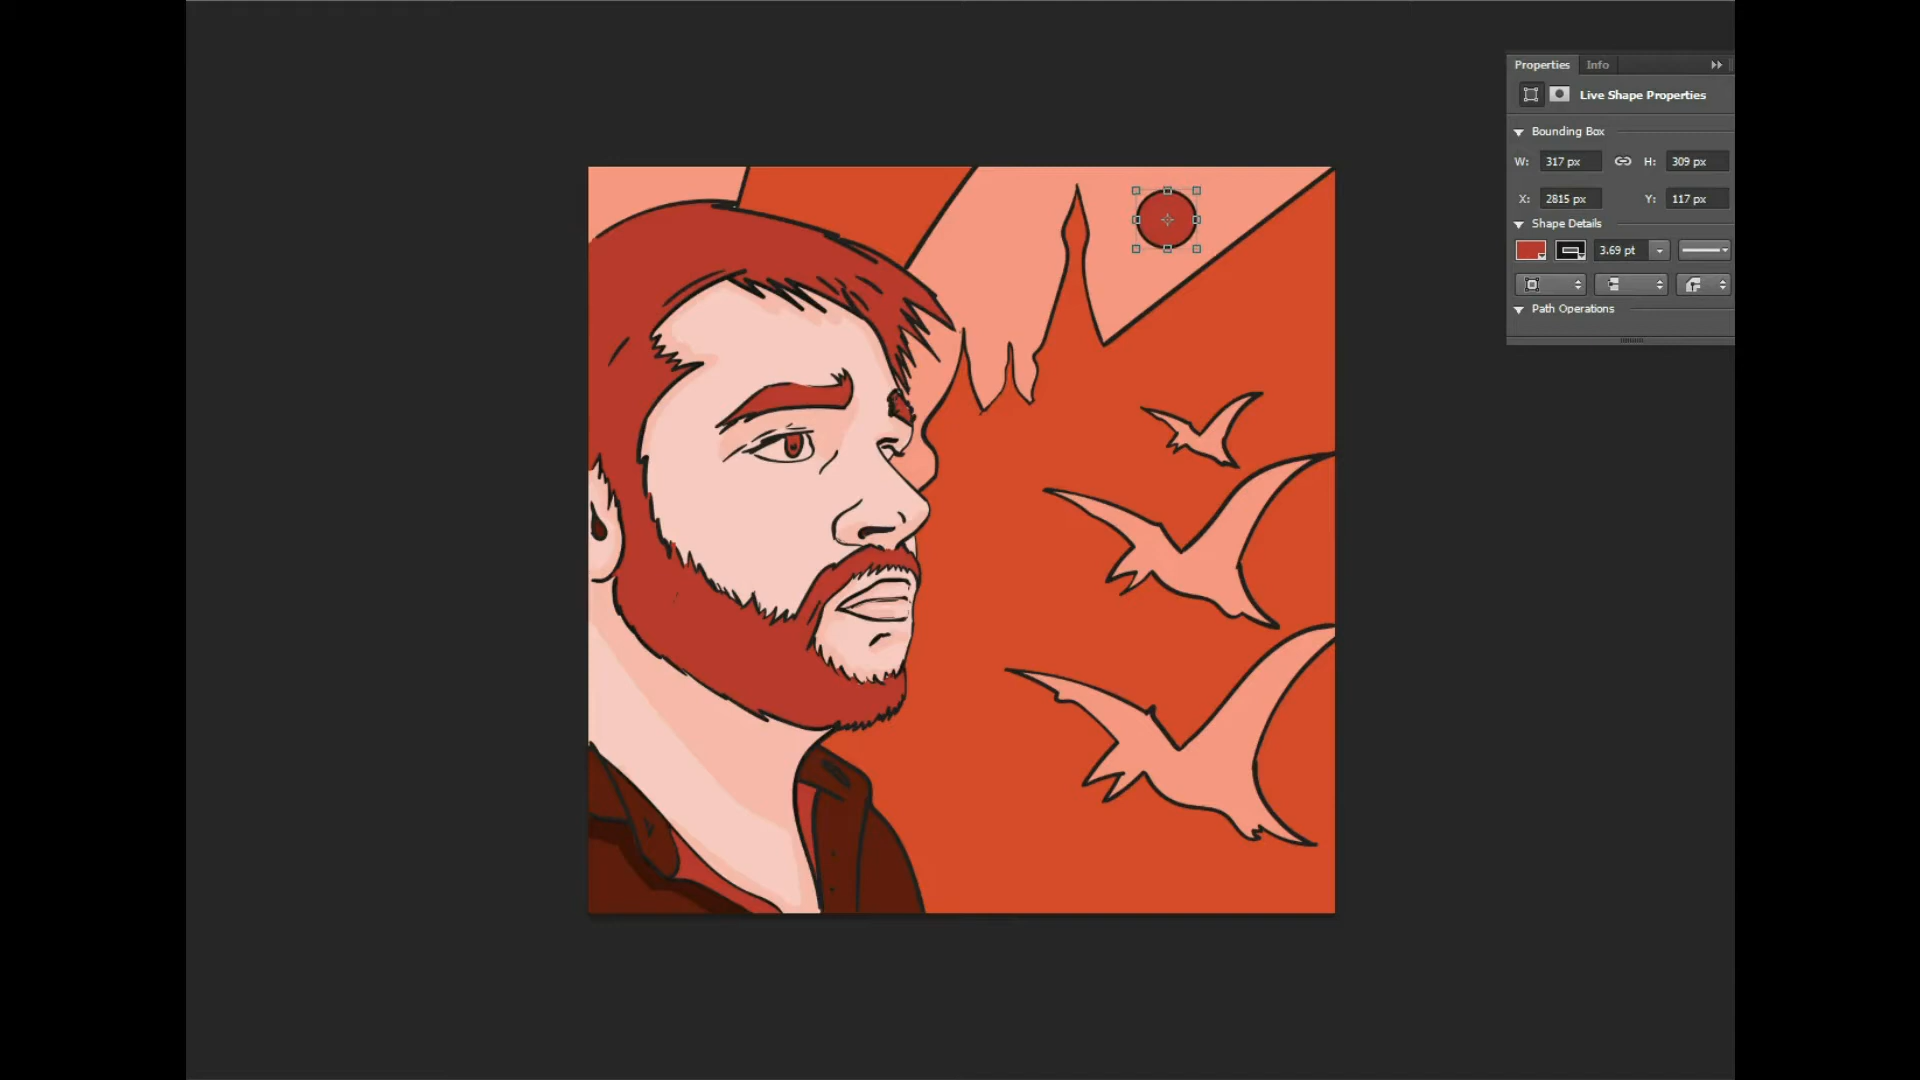 Properties Info
Live Shape Properties
Bounding Box
W: 317 px H: 309 px
X: 2815 px Y: 117 px
Shape Details
3.69 pt
Path Operations